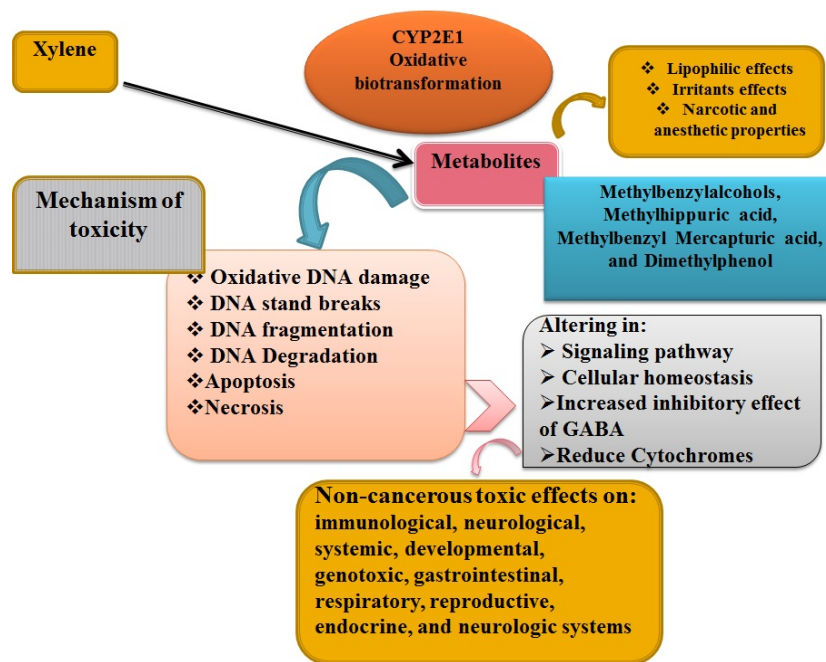 Xylene
CYP2E1
Oxidative
biotransformation
❖ Lipophilic effects
❖ Irritants effects
❖ Narcotic and
anesthetic properties
Metabolites
Mechanism of
toxicity
Methylbenzylalcohols,
Methylhippuric acid,
Methylbenzyl Mercapturic acid,
and Dimethylphenol
❖ Oxidative DNA damage
❖ DNA stand breaks
❖ DNA fragmentation
❖ DNA Degradation
❖Apoptosis
❖Necrosis
Altering in:
➢ Signaling pathway
➢ Cellular homeostasis
➢Increased inhibitory effect
of GABA
➢Reduce Cytochromes
Non-cancerous toxic effects on:
immunological, neurological,
systemic, developmental,
genotoxic, gastrointestinal,
respiratory, reproductive,
endocrine, and neurologic systems